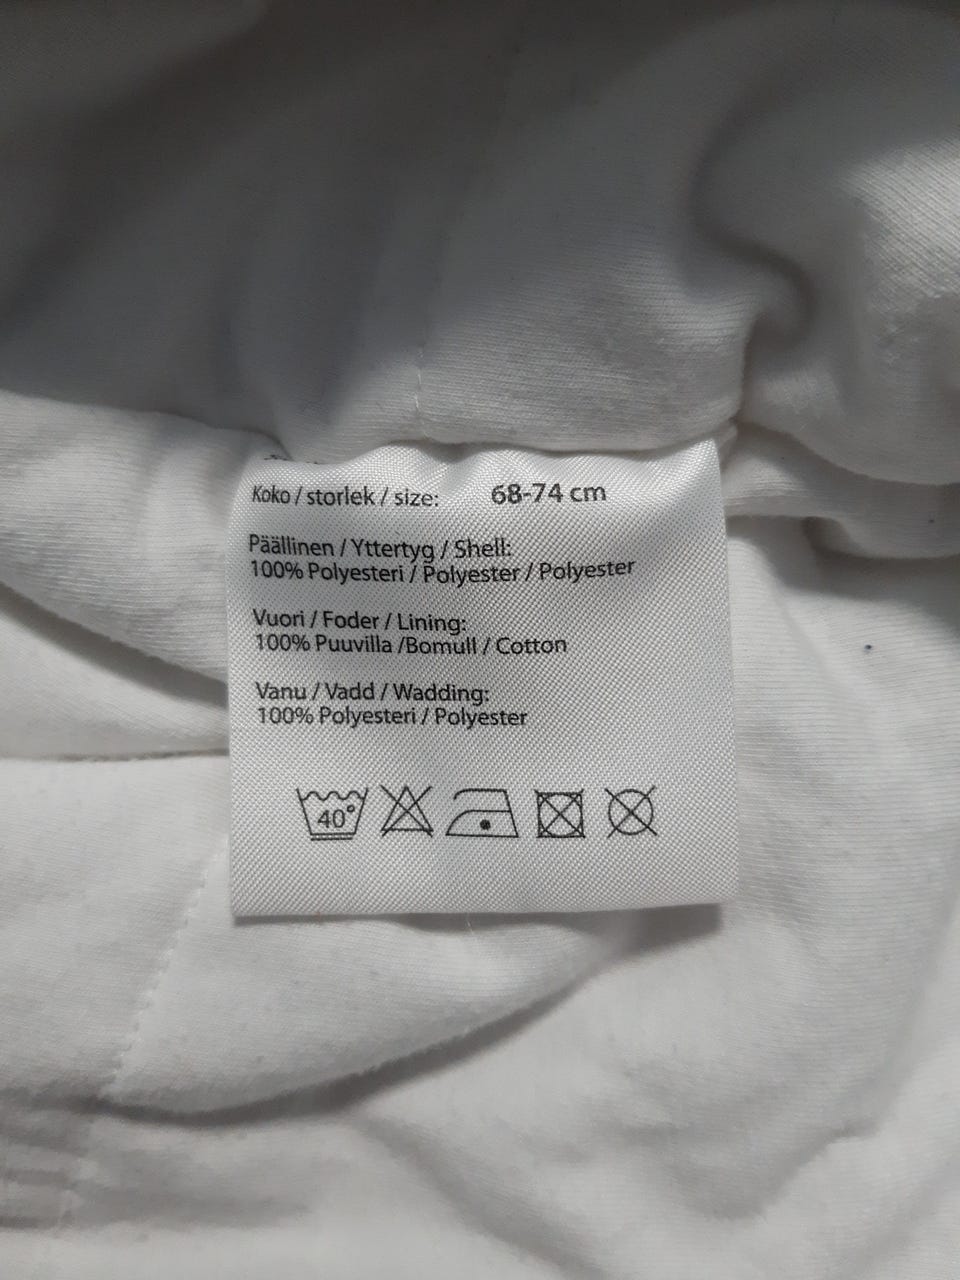 Koko / storlek / size: 68-74 cm
Päällinen / Yttertyg / Shell:
100% Polyesteri / Polyester / Polyester
Vuori / Foder / Lining:
100% Puuvilla /Bomull / Cotton
Vanu / Vadd / Wadding:
100% Polyesteri / Polyester
40°